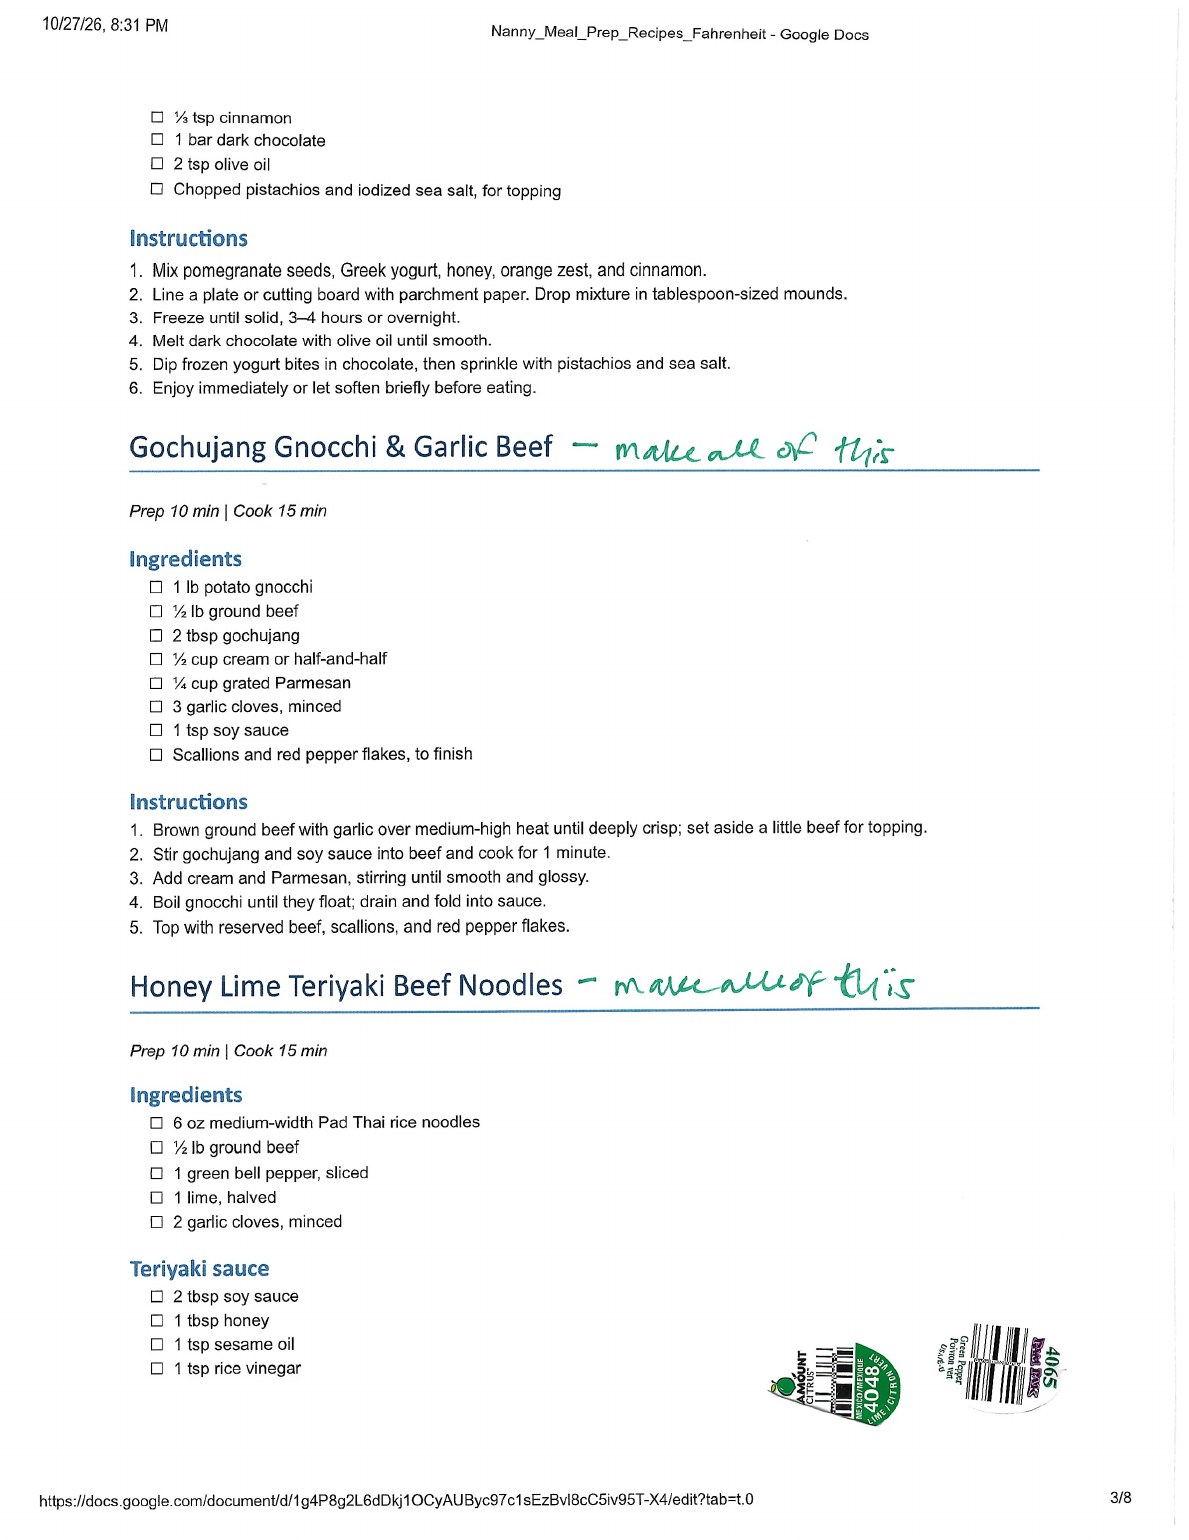 10/27/26, 8:31 PM
Nanny_Meal_Prep_Recipes_Fahrenheit - Google Docs
☐ ⅓ tsp cinnamon
☐ 1 bar dark chocolate
☐ 2 tsp olive oil
☐ Chopped pistachios and iodized sea salt, for topping
Instructions
1. Mix pomegranate seeds, Greek yogurt, honey, orange zest, and cinnamon.
2. Line a plate or cutting board with parchment paper. Drop mixture in tablespoon-sized mounds.
3. Freeze until solid, 3–4 hours or overnight.
4. Melt dark chocolate with olive oil until smooth.
5. Dip frozen yogurt bites in chocolate, then sprinkle with pistachios and sea salt.
6. Enjoy immediately or let soften briefly before eating.
Gochujang Gnocchi & Garlic Beef — make all of this
Prep 10 min | Cook 15 min
Ingredients
☐ 1 lb potato gnocchi
☐ ½ lb ground beef
☐ 2 tbsp gochujang
☐ ½ cup cream or half-and-half
☐ ¼ cup grated Parmesan
☐ 3 garlic cloves, minced
☐ 1 tsp soy sauce
☐ Scallions and red pepper flakes, to finish
Instructions
1. Brown ground beef with garlic over medium-high heat until deeply crisp; set aside a little beef for topping.
2. Stir gochujang and soy sauce into beef and cook for 1 minute.
3. Add cream and Parmesan, stirring until smooth and glossy.
4. Boil gnocchi until they float; drain and fold into sauce.
5. Top with reserved beef, scallions, and red pepper flakes.
Honey Lime Teriyaki Beef Noodles - make all of this
Prep 10 min | Cook 15 min
Ingredients
☐ 6 oz medium-width Pad Thai rice noodles
☐ ½ lb ground beef
☐ 1 green bell pepper, sliced
☐ 1 lime, halved
☐ 2 garlic cloves, minced
Teriyaki sauce
☐ 2 tbsp soy sauce
☐ 1 tbsp honey
☐ 1 tsp sesame oil
☐ 1 tsp rice vinegar
AMOUNT
CITRUS
MEXICO/MEXIQUE
4048
LIME / CITRON VERT
4065
Green Pepper
Poivron vert
https://docs.google.com/document/d/1g4P8g2L6dDkj1OCyAUByc97c1sEzBvl8cC5iv95T-X4/edit?tab=t.0
3/8